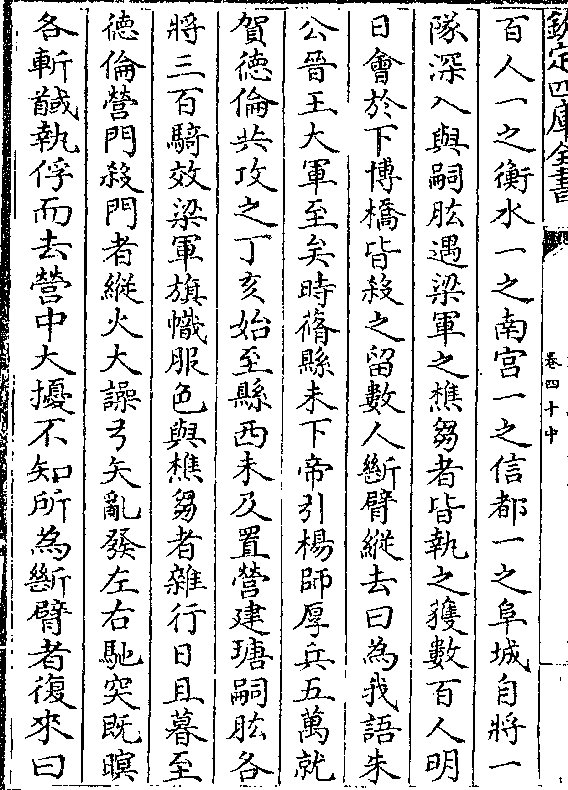 欽定四庫全書
卷四十中
百人一之衡水一之南宫一之信都一之阜城自將一
隊深入與嗣肱遇梁軍之樵芻者皆執之獲數百人明
日會於下博橋皆殺之留數人斷臂縱去曰為我語朱
公晉王大軍至矣時蓨縣未下帝引楊師厚兵五萬就
賀徳倫共攻之丁亥始至縣西未及置營建瑭嗣肱各
將三百騎效梁軍旗幟服色與樵芻者雜行日且暮至
徳倫營門殺門者縱火大譟弓矢亂發左右馳突既暝
各斬馘執俘而去營中大擾不知所為斷臂者復來曰